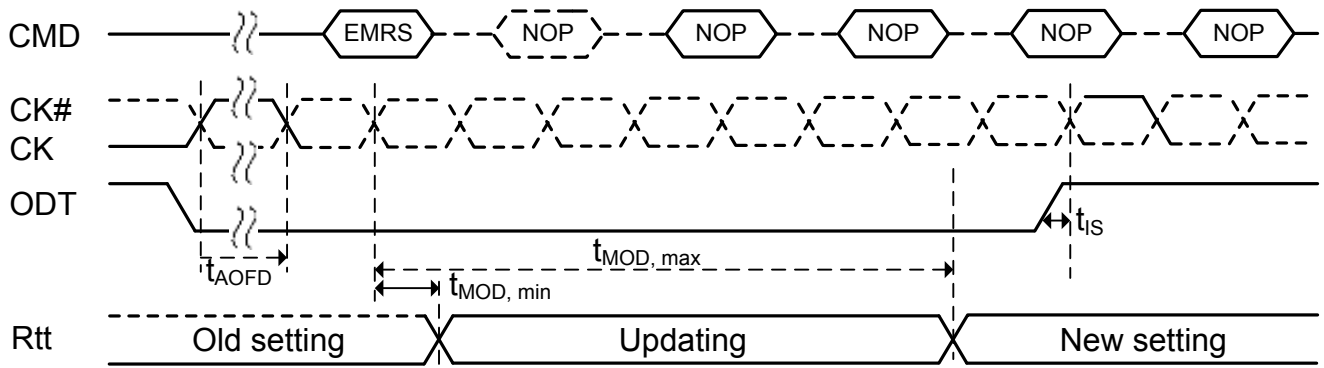 CMD EMRS NOP NOP NOP NOP NOP
CK#
CK
ODT
tIS
tMOD, max
tAOFD
tMOD, min
Rtt Old setting Updating New setting